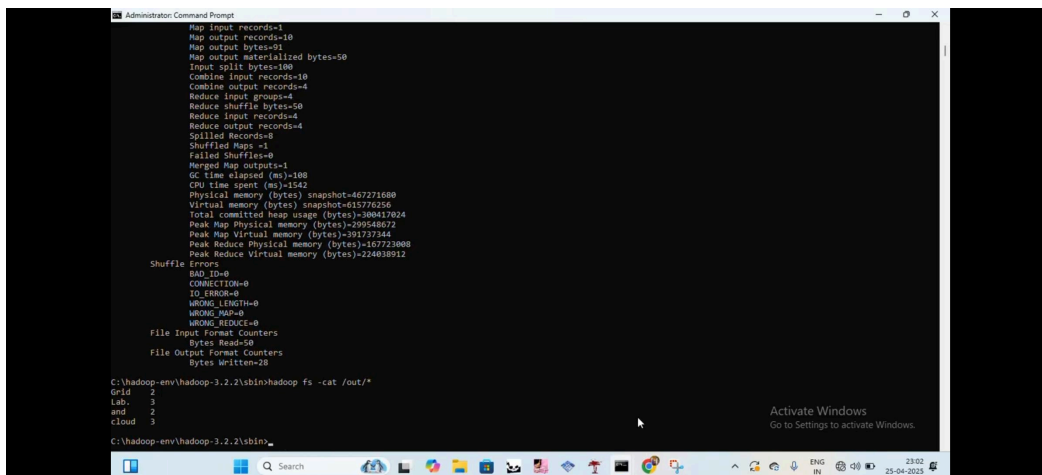 Administrator: Command Prompt
Map input records=1
Map output records=10
Map output bytes=91
Map output materialized bytes=50
Input split bytes=100
Combine input records=10
Combine output records=4
Reduce input groups=4
Reduce shuffle bytes=50
Reduce input records=4
Reduce output records=4
Spilled Records=8
Shuffled Maps =1
Failed Shuffles=0
Merged Map outputs=1
GC time elapsed (ms)=108
CPU time spent (ms)=1542
Physical memory (bytes) snapshot=467271680
Virtual memory (bytes) snapshot=615776256
Total committed heap usage (bytes)=300417024
Peak Map Physical memory (bytes)=299548672
Peak Map Virtual memory (bytes)=391737344
Peak Reduce Physical memory (bytes)=167723008
Peak Reduce Virtual memory (bytes)=224038912
Shuffle Errors
BAD_ID=0
CONNECTION=0
IO_ERROR=0
WRONG_LENGTH=0
WRONG_MAP=0
WRONG_REDUCE=0
File Input Format Counters
Bytes Read=50
File Output Format Counters
Bytes Written=28
C:\hadoop-env\hadoop-3.2.2\sbin>hadoop fs -cat /out/*
Grid 2
Lab. 3
and 2
cloud 3
C:\hadoop-env\hadoop-3.2.2\sbin>
Activate Windows
Go to Settings to activate Windows.
Search
ENG
IN
23:02
25-04-2025